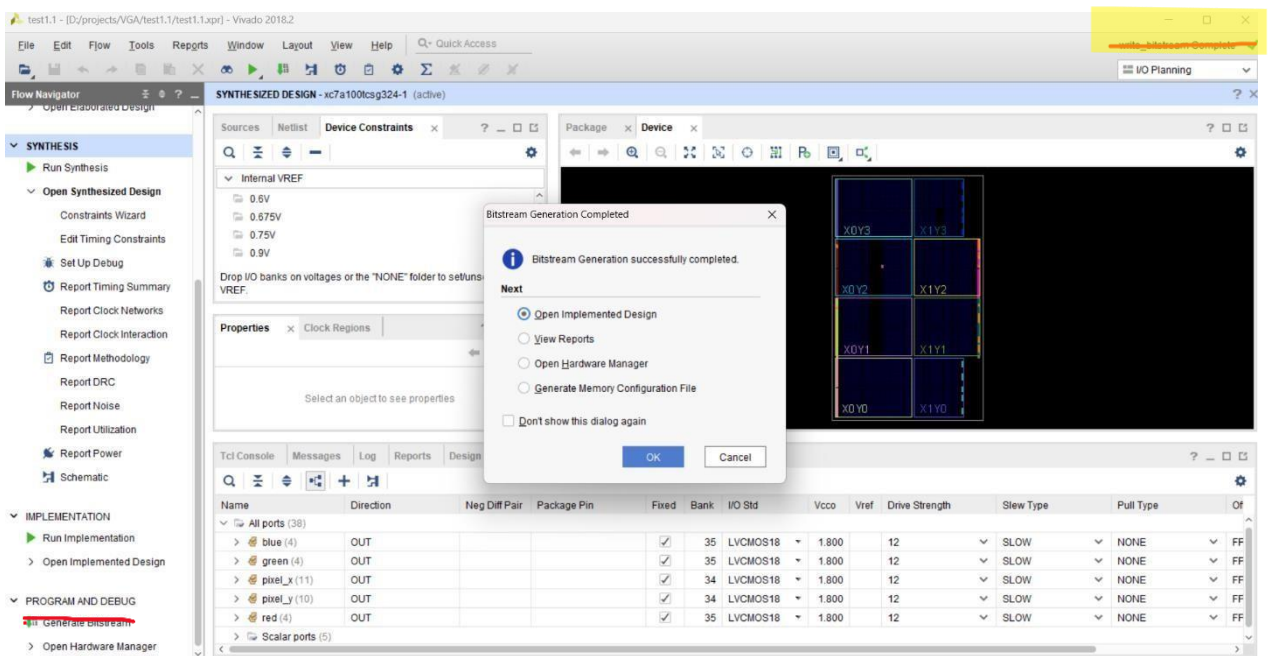 test1.1 - [D:/projects/VGA/test1.1/test1.1.xpr] - Vivado 2018.2
File Edit Flow Tools Reports Window Layout View Help Quick Access
write_bitstream Complete
I/O Planning
Flow Navigator
SYNTHESIZED DESIGN - xc7a100tcsg324-1 (active)
Open Elaborated Design
SYNTHESIS
Run Synthesis
Open Synthesized Design
Constraints Wizard
Edit Timing Constraints
Set Up Debug
Report Timing Summary
Report Clock Networks
Report Clock Interaction
Report Methodology
Report DRC
Report Noise
Report Utilization
Report Power
Schematic
IMPLEMENTATION
Run Implementation
Open Implemented Design
PROGRAM AND DEBUG
Generate Bitstream
Open Hardware Manager
Sources Netlist Device Constraints
Internal VREF
0.6V
0.675V
0.75V
0.9V
Drop I/O banks on voltages or the "NONE" folder to set/uns
VREF.
Properties Clock Regions
Select an object to see properties
Package Device
X0Y3 X1Y3
X0Y2 X1Y2
X0Y1 X1Y1
X0Y0 X1Y0
Bitstream Generation Completed
Bitstream Generation successfully completed.
Next
Open Implemented Design
View Reports
Open Hardware Manager
Generate Memory Configuration File
Don't show this dialog again
OK Cancel
Tcl Console Messages Log Reports Design
Name Direction Neg Diff Pair Package Pin Fixed Bank I/O Std Vcco Vref Drive Strength Slew Type Pull Type Of
All ports (38)
blue (4) OUT 35 LVCMOS18 1.800 12 SLOW NONE FF
green (4) OUT 35 LVCMOS18 1.800 12 SLOW NONE FF
pixel_x (11) OUT 34 LVCMOS18 1.800 12 SLOW NONE FF
pixel_y (10) OUT 34 LVCMOS18 1.800 12 SLOW NONE FF
red (4) OUT 35 LVCMOS18 1.800 12 SLOW NONE FF
Scalar ports (5)